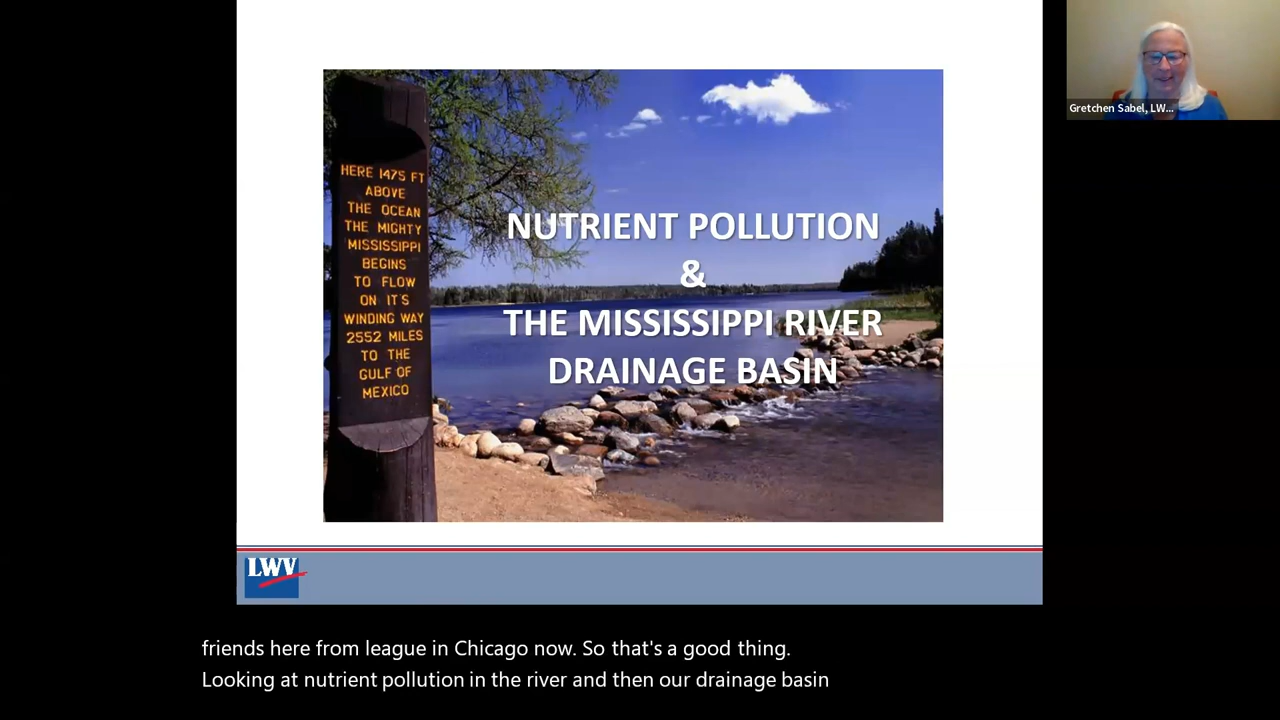 HERE 1475 FT
ABOVE
THE OCEAN
THE MIGHTY
MISSISSIPPI
BEGINS
TO FLOW
ON IT'S
WINDING WAY
2552 MILES
TO THE
GULF OF
MEXICO
NUTRIENT POLLUTION
&
THE MISSISSIPPI RIVER
DRAINAGE BASIN
Gretchen Sabel, LW...
LWV
friends here from league in Chicago now. So that's a good thing.
Looking at nutrient pollution in the river and then our drainage basin